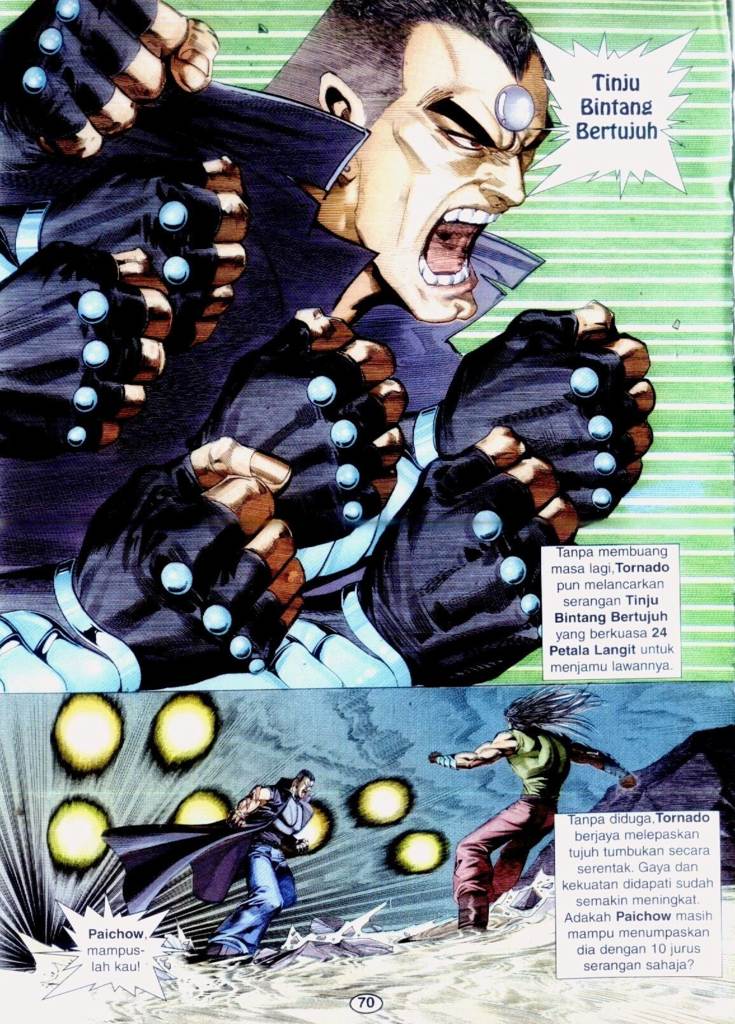 Tinju
Bintang
Bertujuh
Tanpa membuang
masa lagi,Tornado
pun melancarkan
serangan Tinju
Bintang Bertujuh
yang berkuasa 24
Petala Langit untuk
menjamu lawannya.
Tanpa diduga,Tornado
berjaya melepaskan
tujuh tumbukan secara
serentak. Gaya dan
kekuatan didapati sudah
semakin meningkat.
Adakah Paichow masih
mampu menumpaskan
dia dengan 10 jurus
serangan sahaja?
Paichow,
mampus-
lah kau!
70